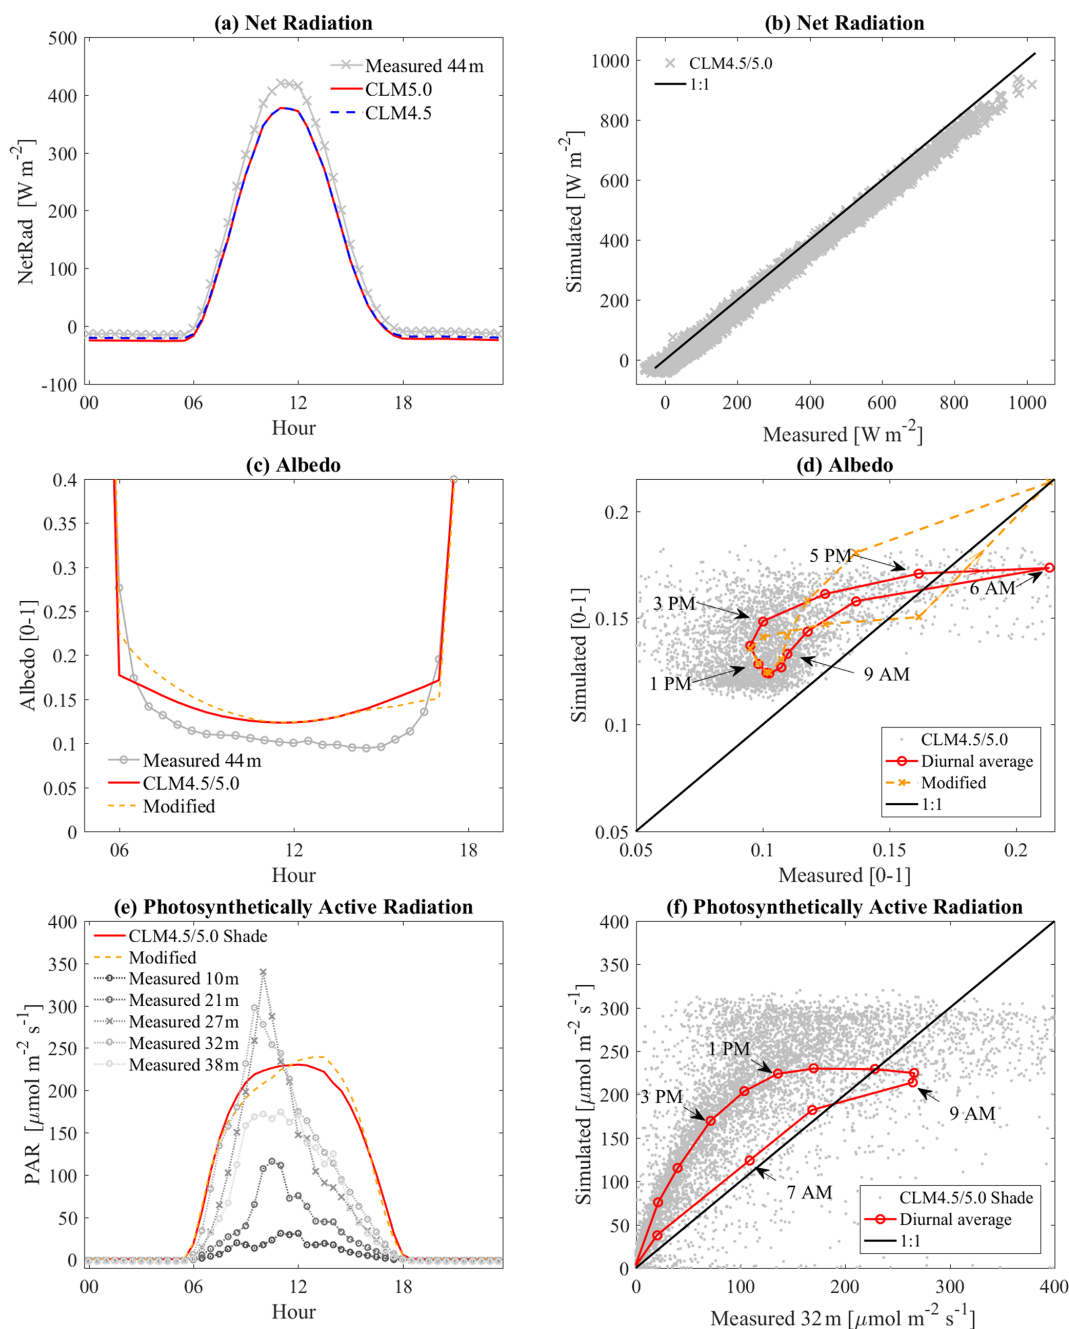 (a) Net Radiation
500
400
300
200
100
0
-100
NetRad [W m-2]
00
06
12
18
Hour
Measured 44 m
CLM5.0
CLM4.5
(b) Net Radiation
1000
800
600
400
200
0
Simulated [W m-2]
0
200
400
600
800
1000
Measured [W m-2]
CLM4.5/5.0
1:1
(c) Albedo
0.4
0.35
0.3
0.25
0.2
0.15
0.1
0.05
0
Albedo [0-1]
06
12
18
Hour
Measured 44 m
CLM4.5/5.0
Modified
(d) Albedo
0.2
0.15
0.1
0.05
Simulated [0-1]
0.05
0.1
0.15
0.2
Measured [0-1]
5 PM
3 PM
6 AM
1 PM
9 AM
CLM4.5/5.0
Diurnal average
Modified
1:1
(e) Photosynthetically Active Radiation
400
350
300
250
200
150
100
50
0
PAR [μmol m-2 s-1]
00
06
12
18
Hour
CLM4.5/5.0 Shade
Modified
Measured 10 m
Measured 21 m
Measured 27 m
Measured 32 m
Measured 38 m
(f) Photosynthetically Active Radiation
400
350
300
250
200
150
100
50
0
Simulated [μmol m-2 s-1]
0
100
200
300
400
Measured 32 m [μmol m-2 s-1]
1 PM
3 PM
9 AM
7 AM
CLM4.5/5.0 Shade
Diurnal average
1:1